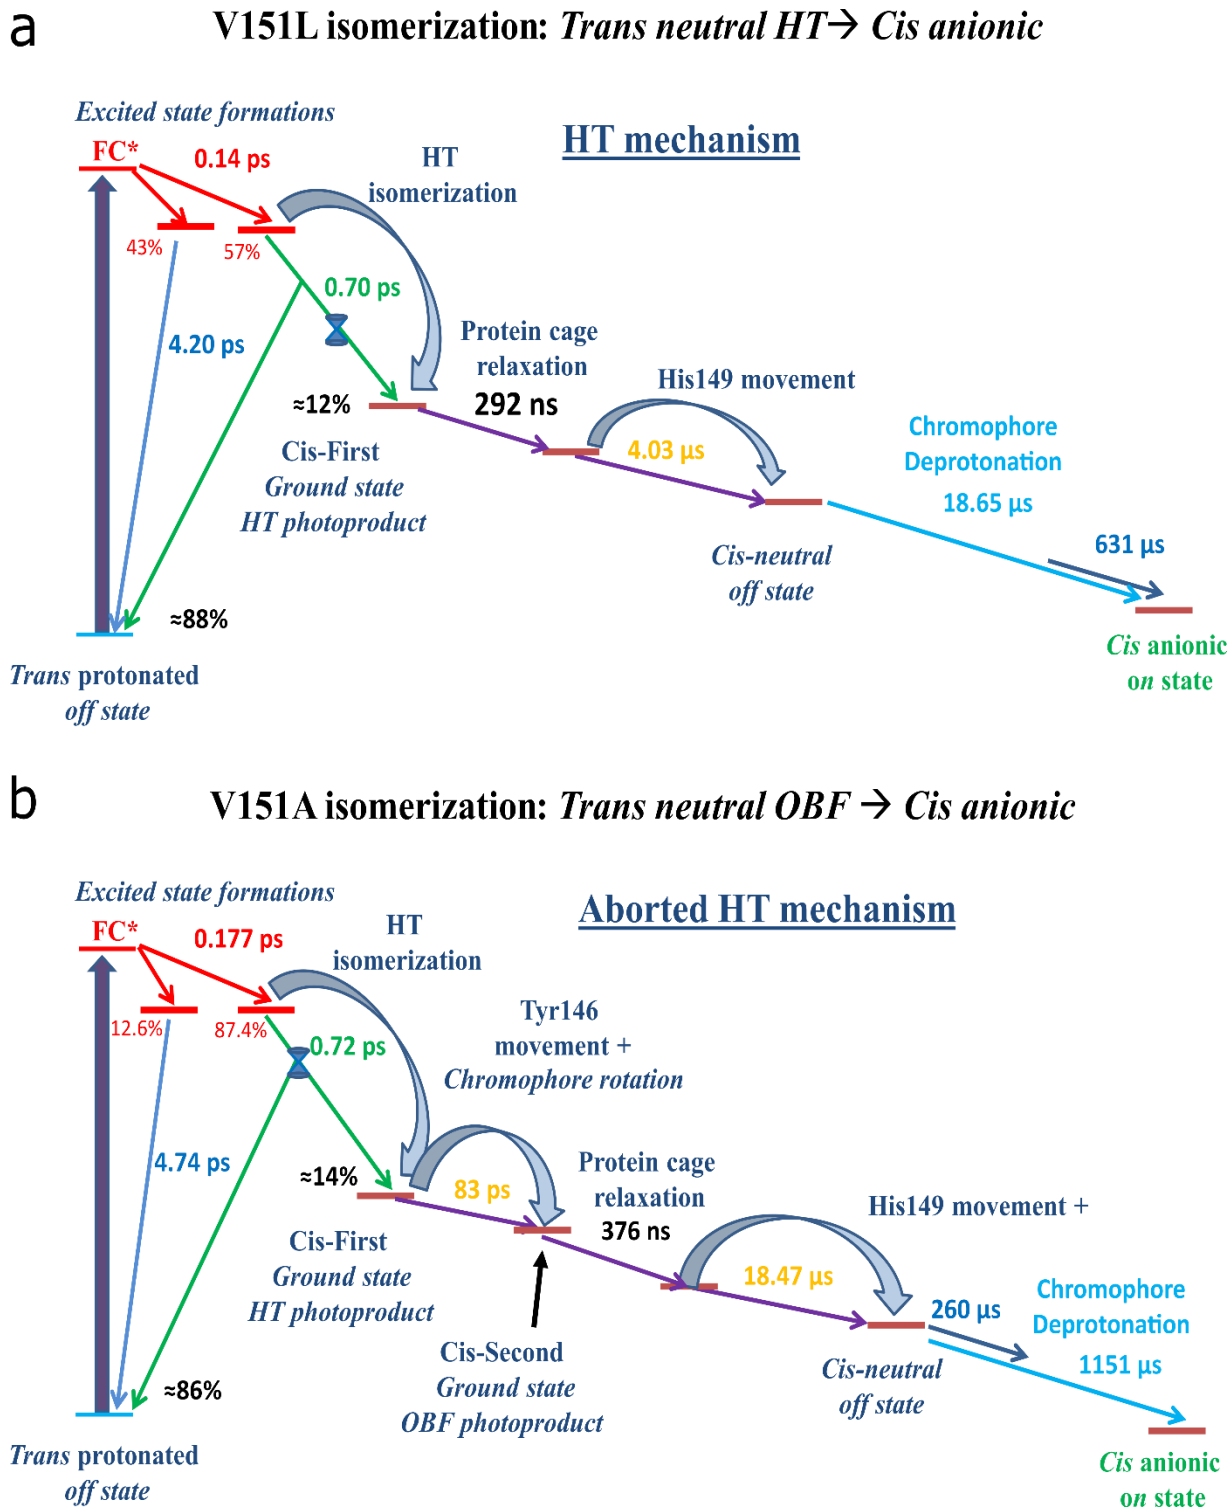 a
V151L isomerization: Trans neutral HT→ Cis anionic
Excited state formations
HT mechanism
FC*
0.14 ps
HT
isomerization
43%
57%
0.70 ps
4.20 ps
Protein cage
relaxation
292 ns
His149 movement
≈12%
4.03 µs
Chromophore
Deprotonation
18.65 µs
Cis-First
Ground state
HT photoproduct
631 µs
Cis-neutral
off state
≈88%
Cis anionic
on state
Trans protonated
off state
b
V151A isomerization: Trans neutral OBF → Cis anionic
Excited state formations
Aborted HT mechanism
FC*
0.177 ps
HT
isomerization
12.6%
87.4%
0.72 ps
Tyr146
movement +
Chromophore rotation
4.74 ps
≈14%
83 ps
Protein cage
relaxation
376 ns
His149 movement +
Cis-First
Ground state
HT photoproduct
18.47 µs
260 µs
Chromophore
Deprotonation
1151 µs
Cis-Second
Ground state
OBF photoproduct
Cis-neutral
off state
≈86%
Trans protonated
off state
Cis anionic
on state